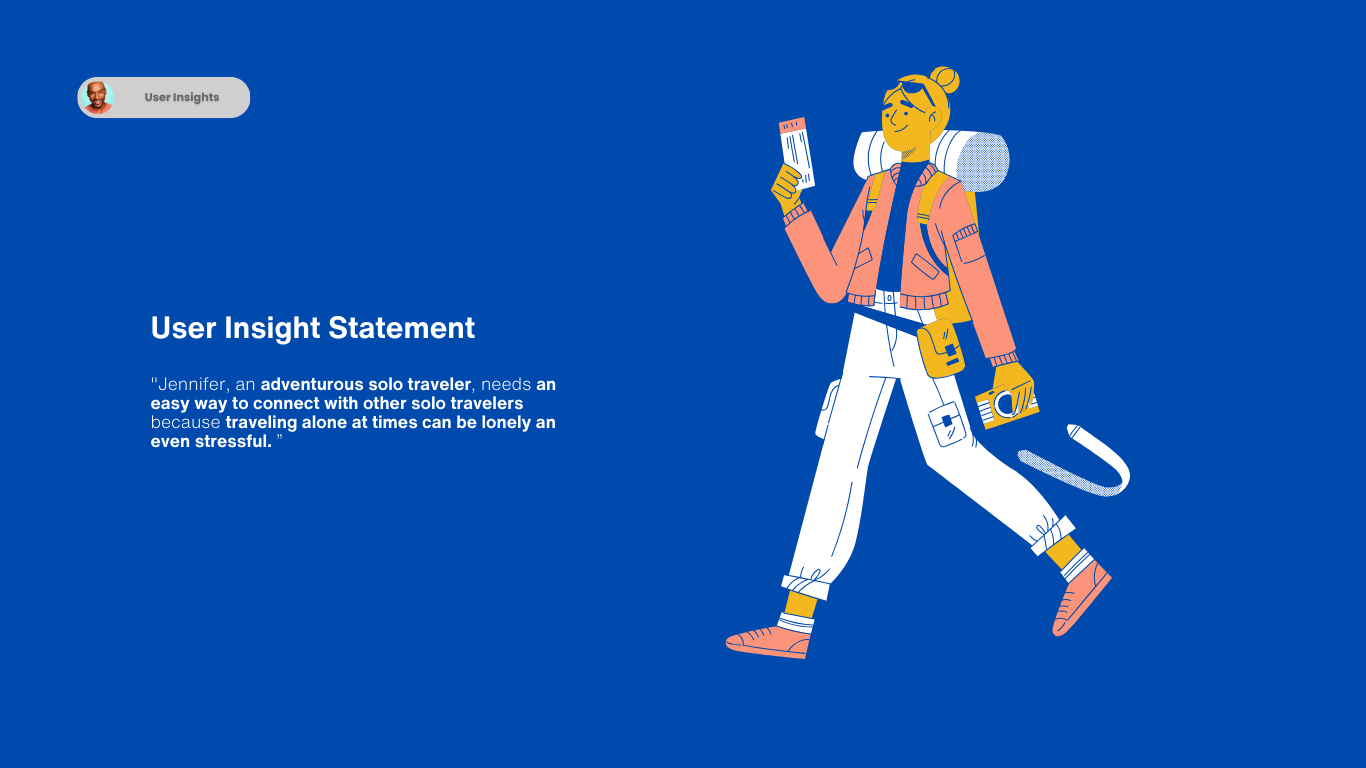 User Insights
User Insight Statement
"Jennifer, an adventurous solo traveler, needs an
easy way to connect with other solo travelers
because traveling alone at times can be lonely an
even stressful. ”